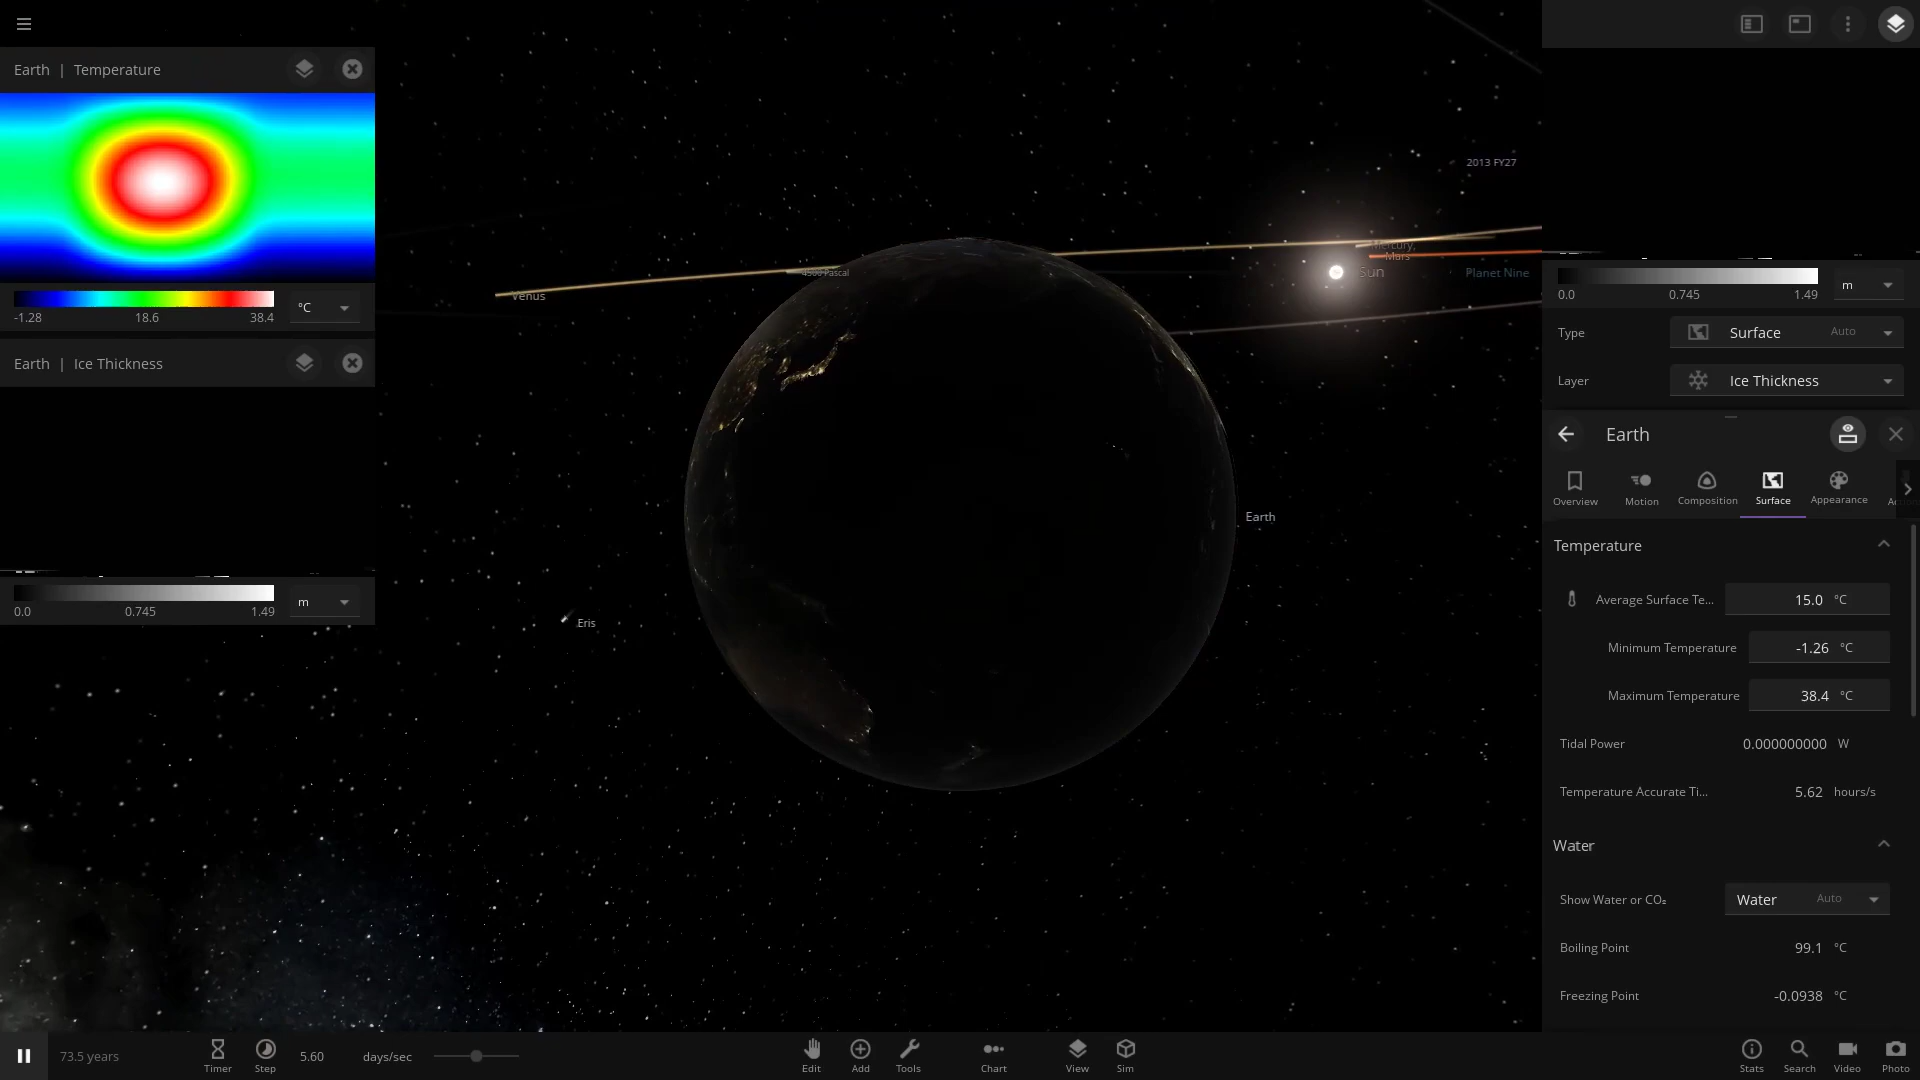 Earth | Temperature
-1.28 18.6 38.4 °C
Earth | Ice Thickness
0.0 0.745 1.49 m
2013 FY27
Mercury,
Mars
Sun
Planet Nine
4500 Pascal
Venus
Earth
Eris
0.0 0.745 1.49 m
Type Surface Auto
Layer Ice Thickness
Earth
Overview Motion Composition Surface Appearance
Temperature
Average Surface Te... 15.0 °C
Minimum Temperature -1.26 °C
Maximum Temperature 38.4 °C
Tidal Power 0.000000000 W
Temperature Accurate Ti... 5.62 hours/s
Water
Show Water or CO₂ Water Auto
Boiling Point 99.1 °C
Freezing Point -0.0938 °C
73.5 years Timer Step 5.60 days/sec Edit Add Tools Chart View Sim Stats Search Video Photo